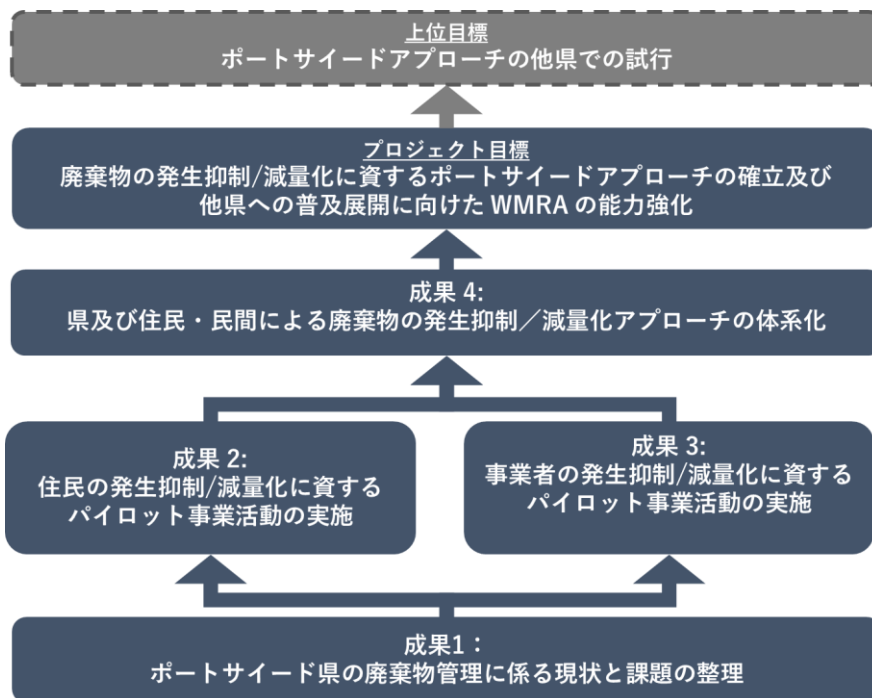 上位目標
ポートサイードアプローチの他県での試行
プロジェクト目標
廃棄物の発生抑制/減量化に資するポートサイードアプローチの確立及び
他県への普及展開に向けた WMRA の能力強化
成果 4:
県及び住民・民間による廃棄物の発生抑制／減量化アプローチの体系化
成果 2:
住民の発生抑制/減量化に資する
パイロット事業活動の実施
成果 3:
事業者の発生抑制/減量化に資する
パイロット事業活動の実施
成果1：
ポートサイード県の廃棄物管理に係る現状と課題の整理